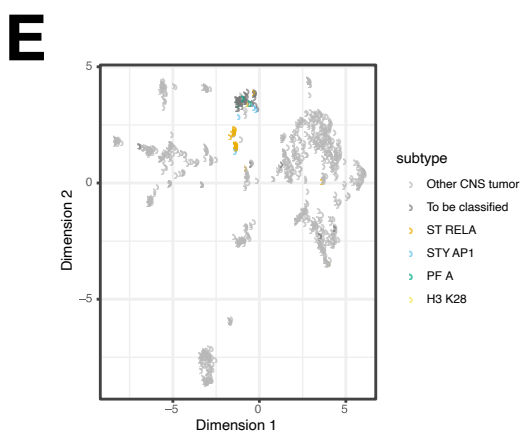 E
5
0
−5
−5
0
5
Dimension 2
Dimension 1
subtype
Other CNS tumor
To be classified
ST RELA
STY AP1
PF A
H3 K28